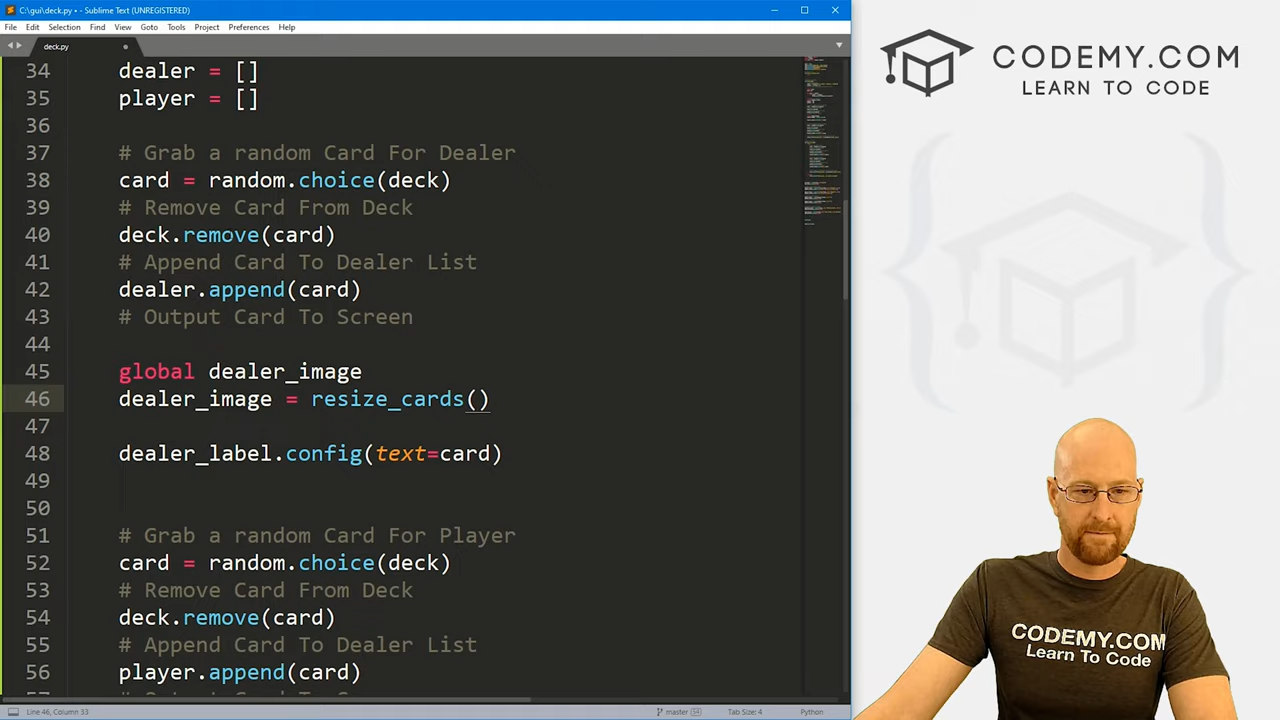 C:\gui\deck.py • - Sublime Text (UNREGISTERED)
File Edit Selection Find View Goto Tools Project Preferences Help
deck.py
34 dealer = []
35 player = []
36
37 # Grab a random Card For Dealer
38 card = random.choice(deck)
39 # Remove Card From Deck
40 deck.remove(card)
41 # Append Card To Dealer List
42 dealer.append(card)
43 # Output Card To Screen
44
45 global dealer_image
46 dealer_image = resize_cards()
47
48 dealer_label.config(text=card)
49
50
51 # Grab a random Card For Player
52 card = random.choice(deck)
53 # Remove Card From Deck
54 deck.remove(card)
55 # Append Card To Dealer List
56 player.append(card)
Line 46, Column 33
master
Tab Size: 4
Python
CODEMY.COM
LEARN TO CODE
CODEMY.COM
Learn To Code